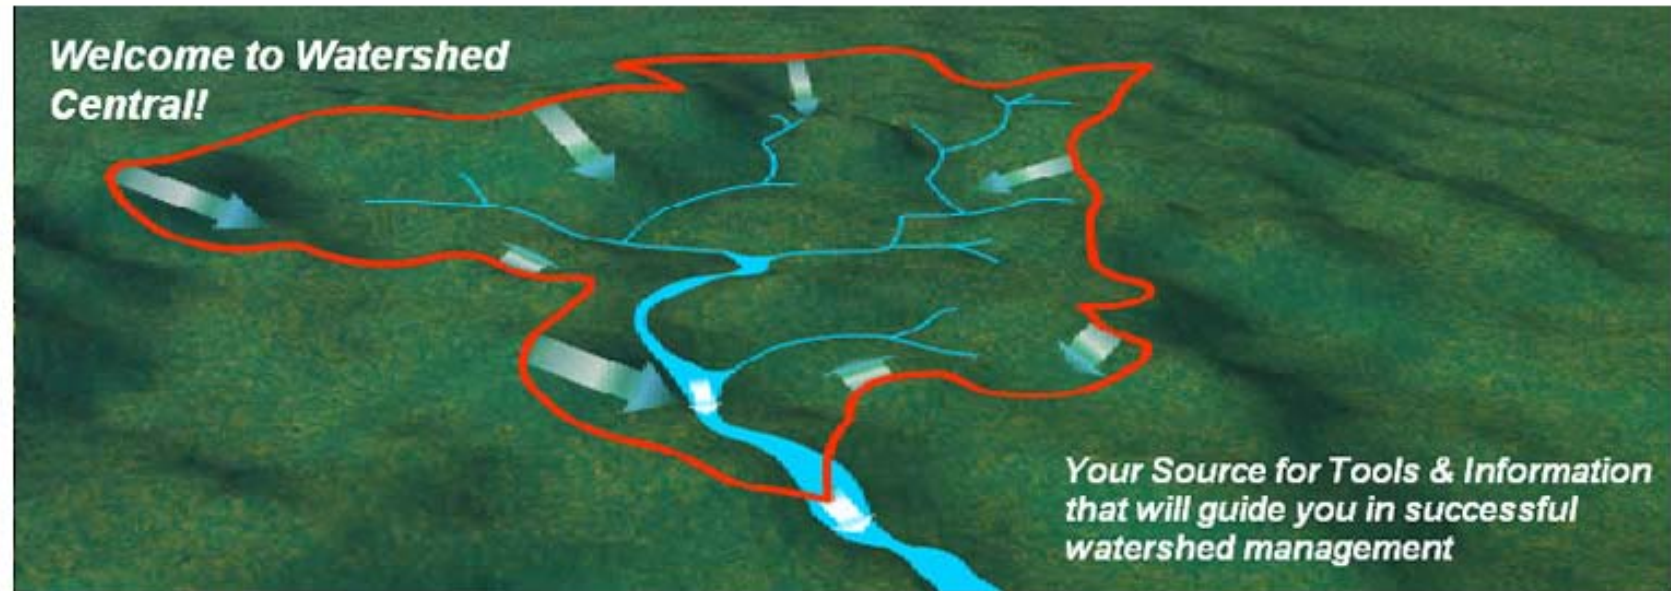 Welcome to Watershed
Central!
Your Source for Tools & Information
that will guide you in successful
watershed management